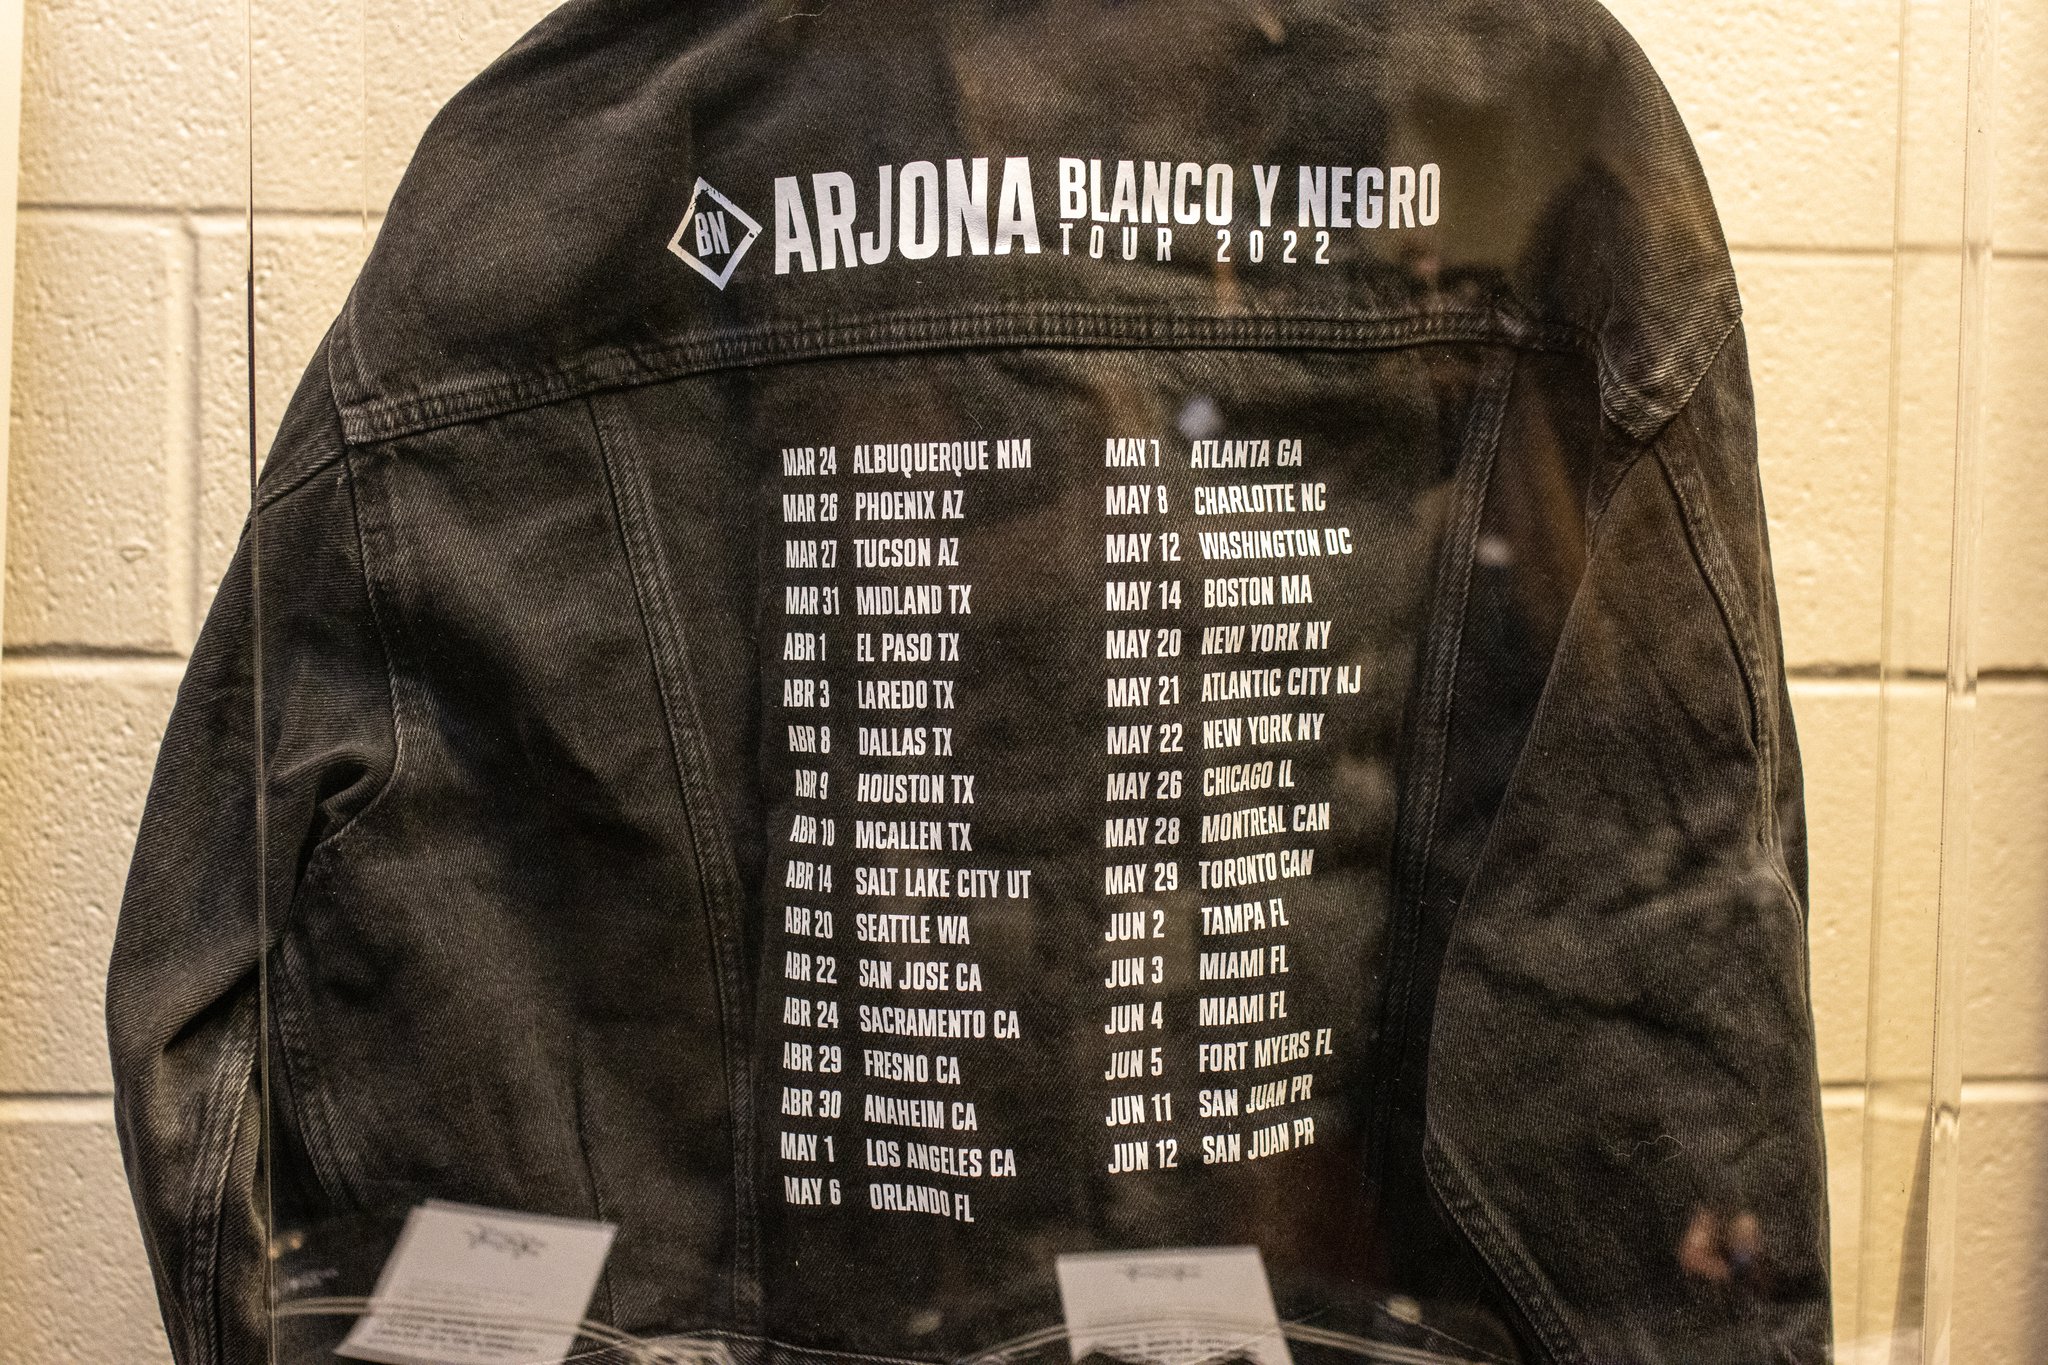 BN
ARJONA BLANCO Y NEGRO
TOUR 2022
MAR 24 ALBUQUERQUE NM
MAR 26 PHOENIX AZ
MAR 27 TUCSON AZ
MAR 31 MIDLAND TX
ABR 1 EL PASO TX
ABR 3 LAREDO TX
ABR 8 DALLAS TX
ABR 9 HOUSTON TX
ABR 10 MCALLEN TX
ABR 14 SALT LAKE CITY UT
ABR 20 SEATTLE WA
ABR 22 SAN JOSE CA
ABR 24 SACRAMENTO CA
ABR 29 FRESNO CA
ABR 30 ANAHEIM CA
MAY 1 LOS ANGELES CA
MAY 6 ORLANDO FL
MAY 7 ATLANTA GA
MAY 8 CHARLOTTE NC
MAY 12 WASHINGTON DC
MAY 14 BOSTON MA
MAY 20 NEW YORK NY
MAY 21 ATLANTIC CITY NJ
MAY 22 NEW YORK NY
MAY 26 CHICAGO IL
MAY 28 MONTREAL CAN
MAY 29 TORONTO CAN
JUN 2 TAMPA FL
JUN 3 MIAMI FL
JUN 4 MIAMI FL
JUN 5 FORT MYERS FL
JUN 11 SAN JUAN PR
JUN 12 SAN JUAN PR